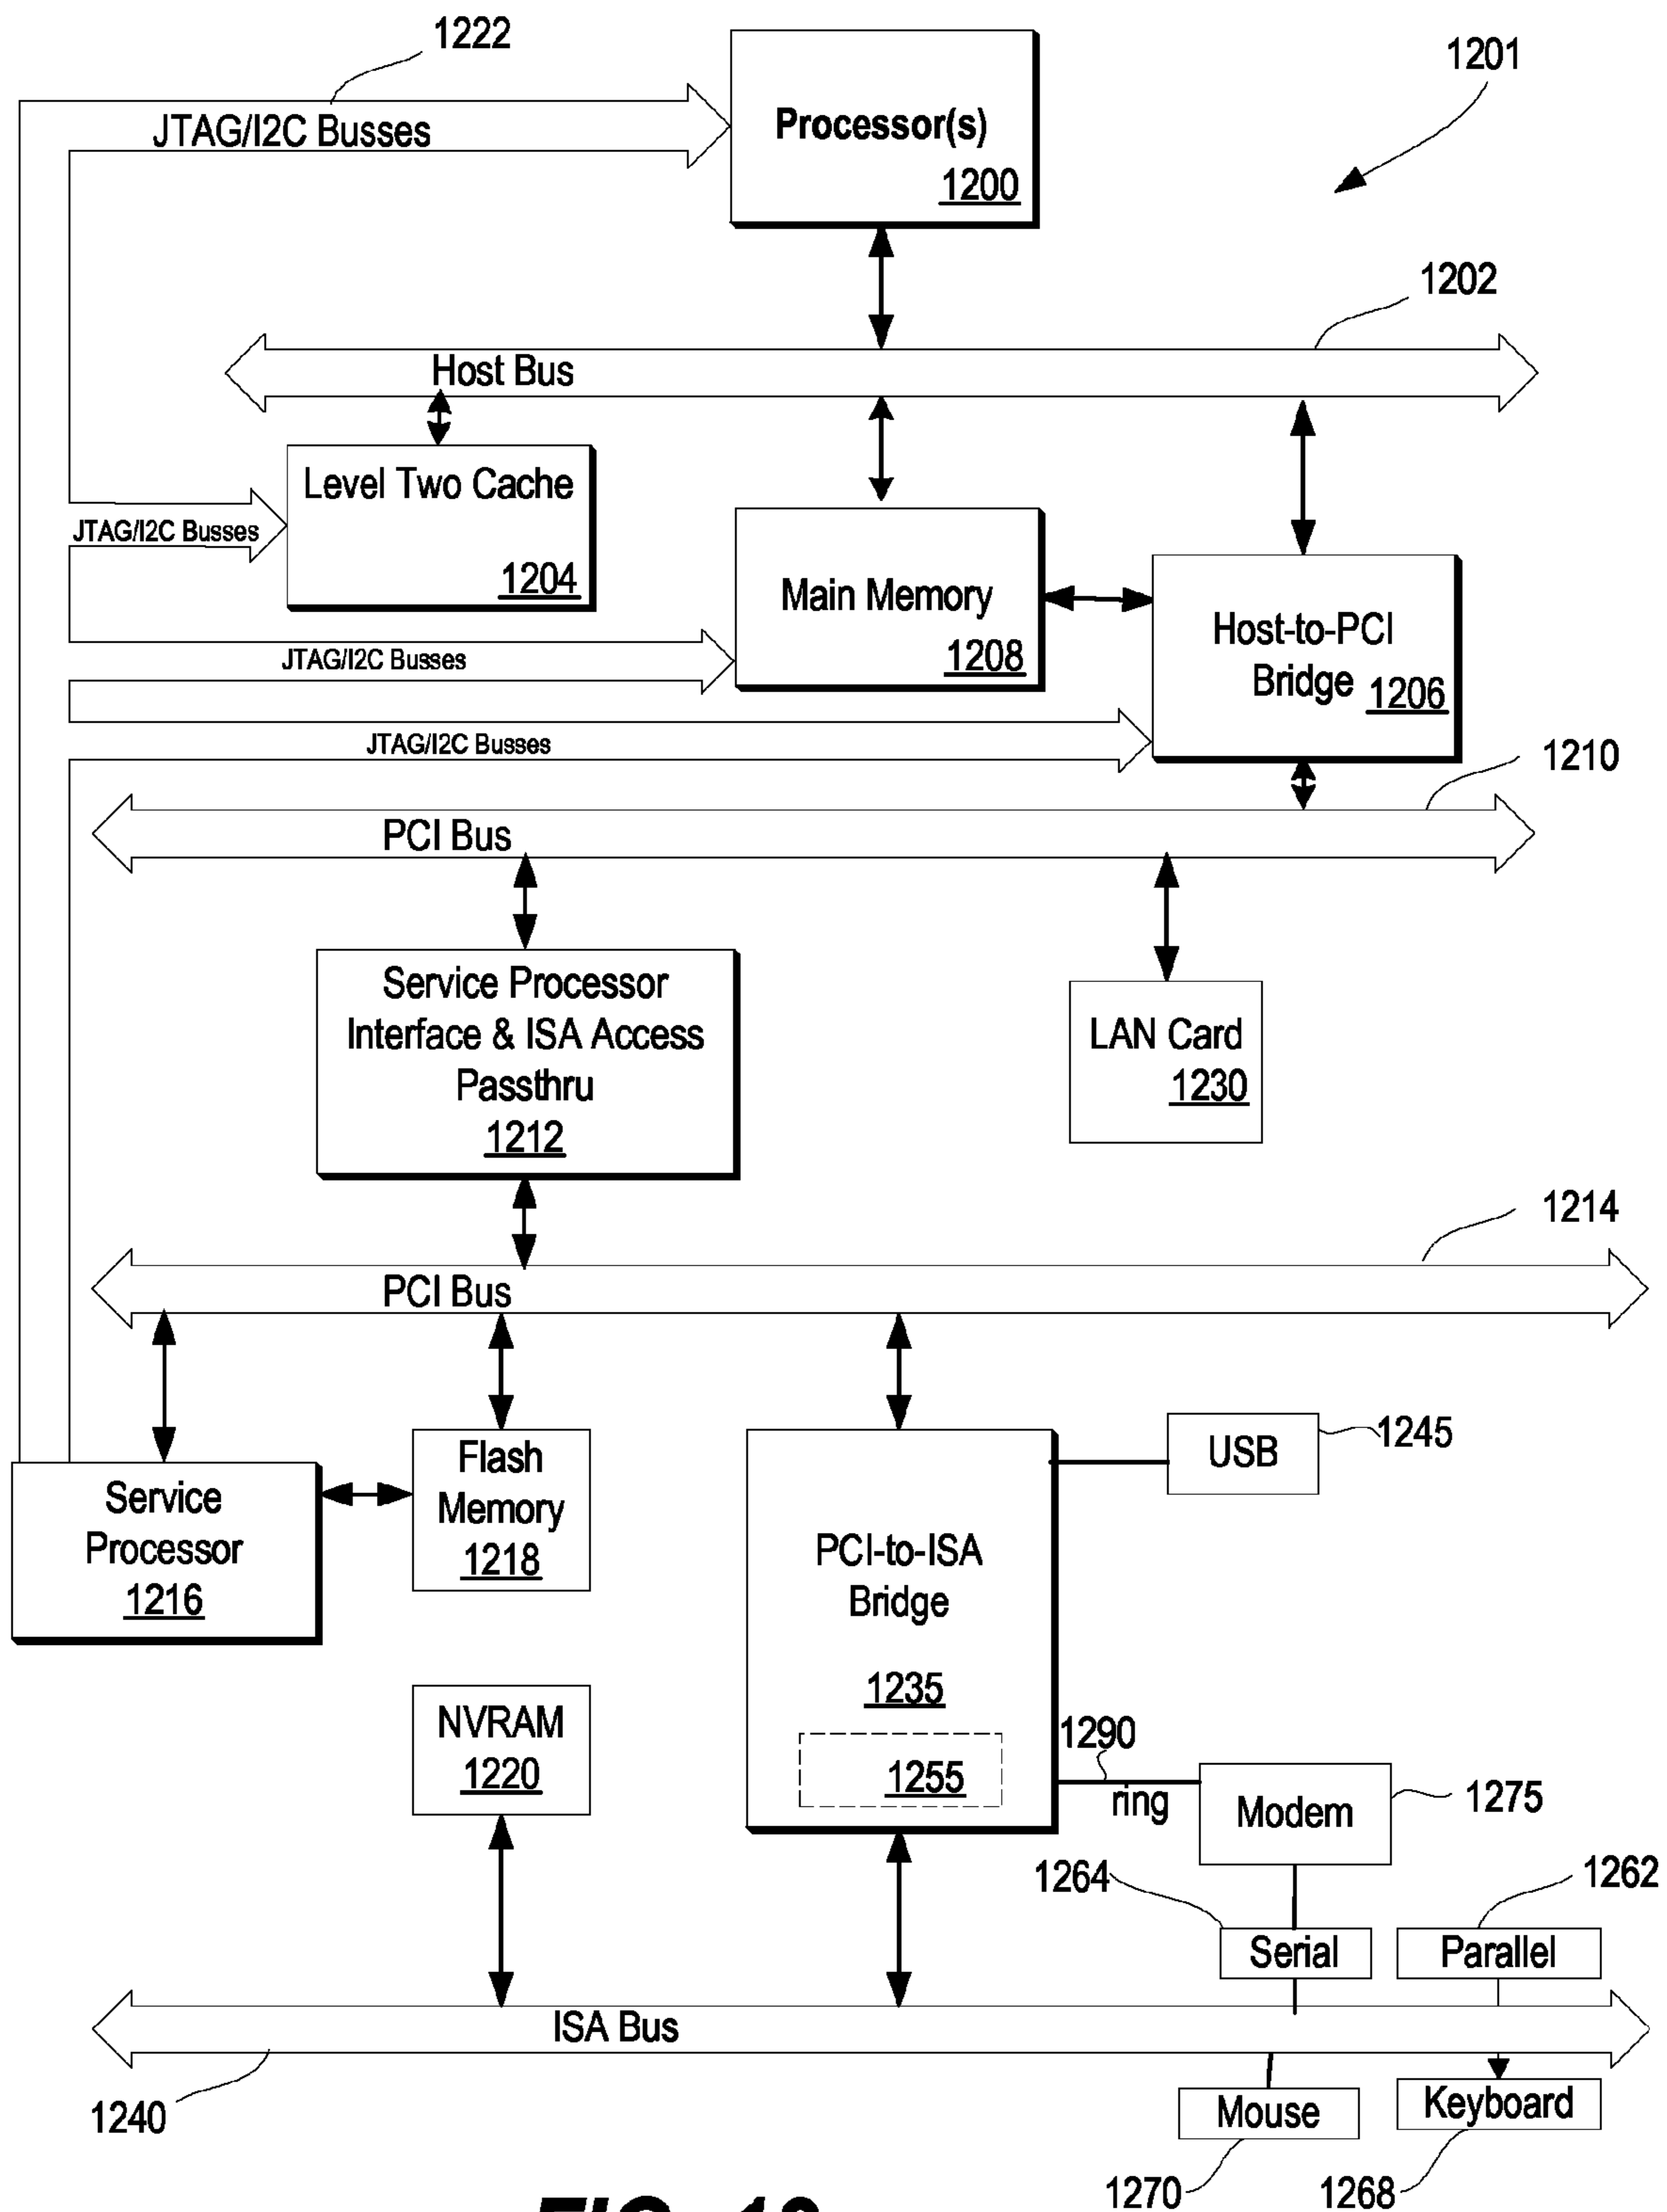 1222
1201
JTAG/I2C Busses
Processor(s)
1200
1202
Host Bus
Level Two Cache
1204
JTAG/I2C Busses
Main Memory
1208
Host-to-PCI
Bridge 1206
JTAG/I2C Busses
JTAG/I2C Busses
1210
PCI Bus
Service Processor
Interface & ISA Access
Passthru
1212
LAN Card
1230
1214
PCI Bus
Service
Processor
1216
Flash
Memory
1218
PCI-to-ISA
Bridge
1235
1255
USB
1245
NVRAM
1220
1290
ring
Modem
1275
1264
1262
Serial
Parallel
ISA Bus
1240
Mouse
Keyboard
1270
1268